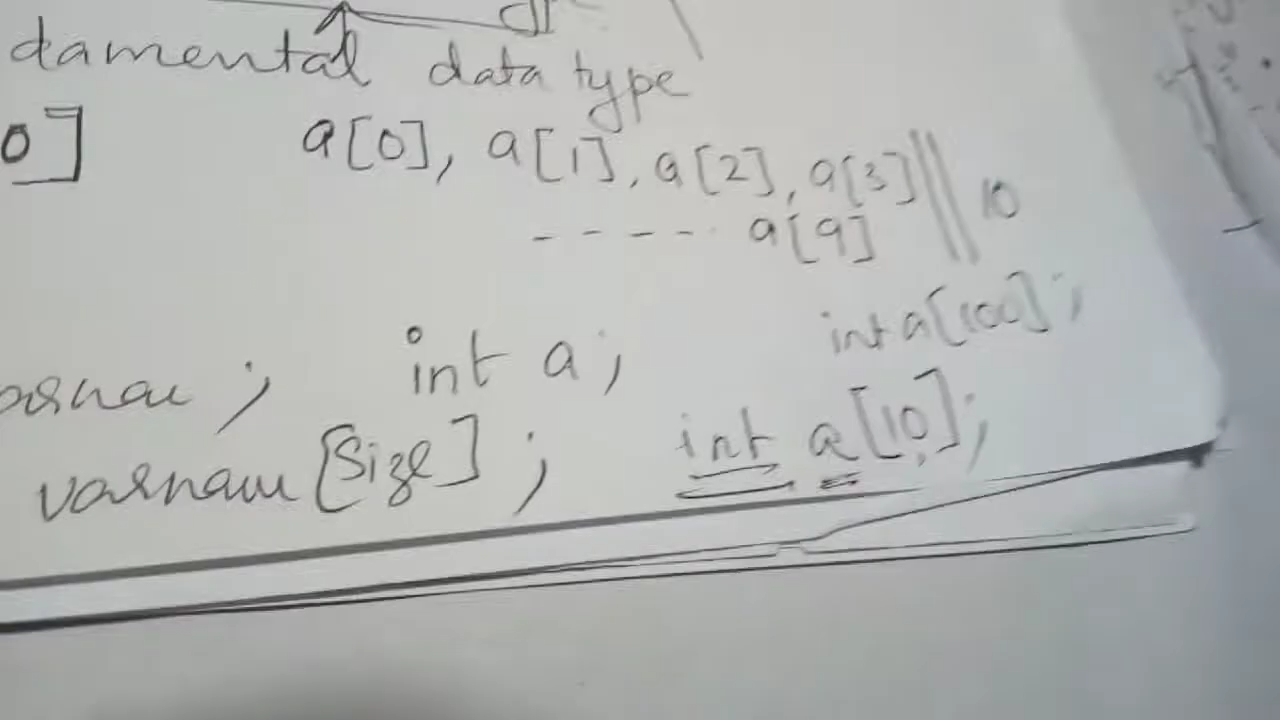 damental data type
0] a[0], a[1], a[2], a[3] || 10
- - - - - a[9]
int a[100];
; int a;
varnam [Size] ; int a[10];